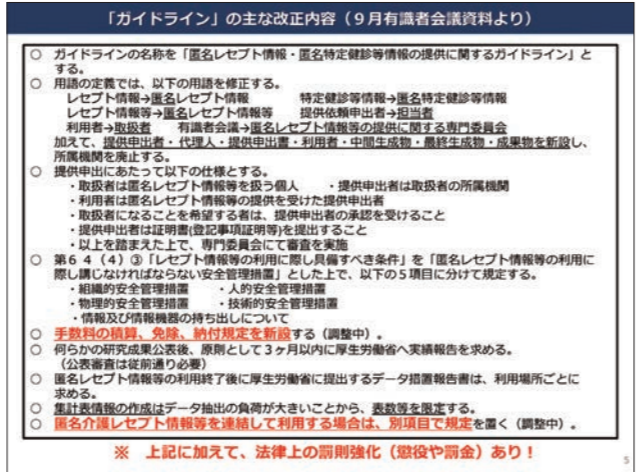 「ガイドライン」の主な改正内容（９月有識者会議資料より）
○ ガイドラインの名称を「匿名レセプト情報・匿名特定健診等情報の提供に関するガイドライン」と
する。
○ 用語の定義では、以下の用語を修正する。
レセプト情報→匿名レセプト情報　　特定健診等情報→匿名特定健診等情報
レセプト情報等→匿名レセプト情報等　　提供依頼申出者→担当者
利用者→取扱者　　有識者会議→匿名レセプト情報等の提供に関する専門委員会
加えて、提供申出者・代理人・提供申出書・利用者・中間生成物・最終生成物・成果物を新設し、
所属機関を廃止する。
○ 提供申出にあたって以下の仕様とする。
・取扱者は匿名レセプト情報等を扱う個人　　・提供申出者は取扱者の所属機関
・利用者は匿名レセプト情報等の提供を受けた提供申出者
・取扱者になることを希望する者は、提供申出者の承認を受けること
・提供申出者は証明書(登記事項証明等)を提出すること
・以上を踏まえた上で、専門委員会にて審査を実施
○ 第６４（４）③「レセプト情報等の利用に際し具備すべき条件」を「匿名レセプト情報等の利用に
際し講じなければならない安全管理措置」とした上で、以下の５項目に分けて規定する。
・組織的安全管理措置　　・人的安全管理措置
・物理的安全管理措置　　・技術的安全管理措置
・情報及び情報機器の持ち出しについて
○ 手数料の積算、免除、納付規定を新設する（調整中）。
○ 何らかの研究成果公表後、原則として３ヶ月以内に厚生労働省へ実績報告を求める。
（公表審査は従前通り必要）
○ 匿名レセプト情報等の利用終了後に厚生労働省に提出するデータ措置報告書は、利用場所ごとに
求める。
○ 集計表情報の作成はデータ抽出の負荷が大きいことから、表数等を限定する。
○ 匿名介護レセプト情報等を連結して利用する場合は、別項目で規定を置く（調整中）。
※　上記に加えて、法律上の罰則強化（懲役や罰金）あり！
5